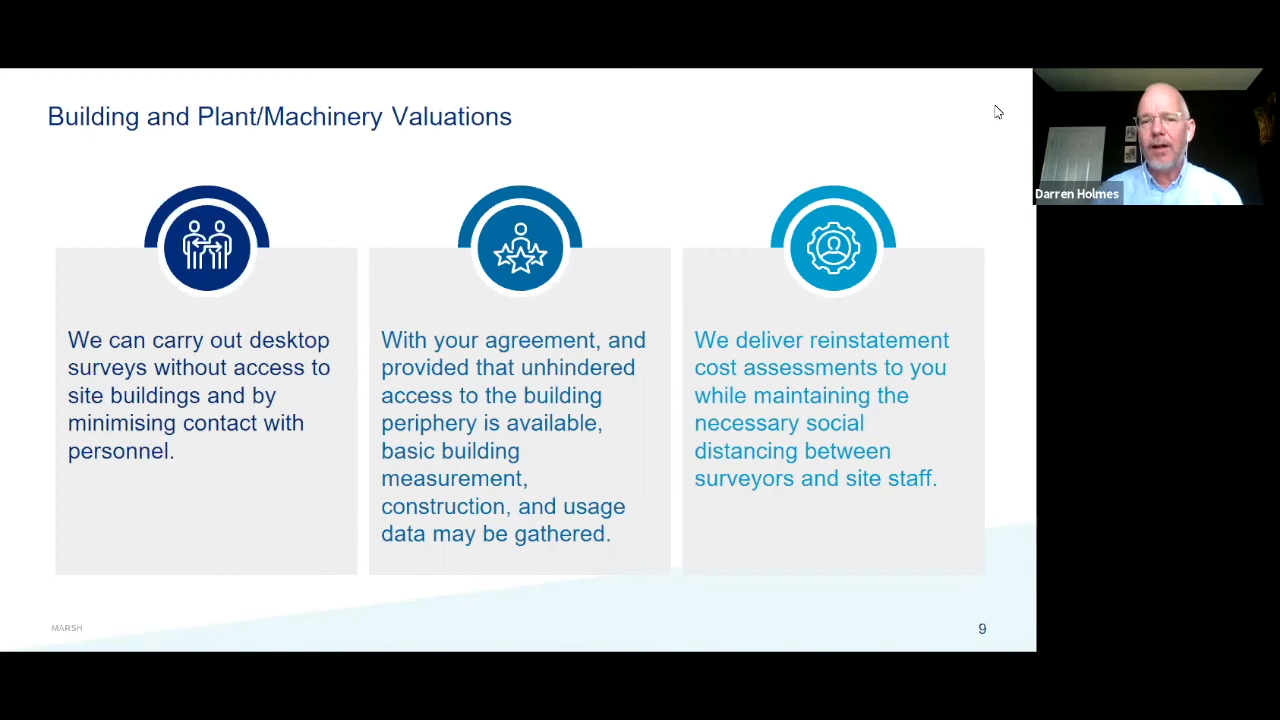 Building and Plant/Machinery Valuations
Darren Holmes
We can carry out desktop
surveys without access to
site buildings and by
minimising contact with
personnel.
With your agreement, and
provided that unhindered
access to the building
periphery is available,
basic building
measurement,
construction, and usage
data may be gathered.
We deliver reinstatement
cost assessments to you
while maintaining the
necessary social
distancing between
surveyors and site staff.
MARSH
9